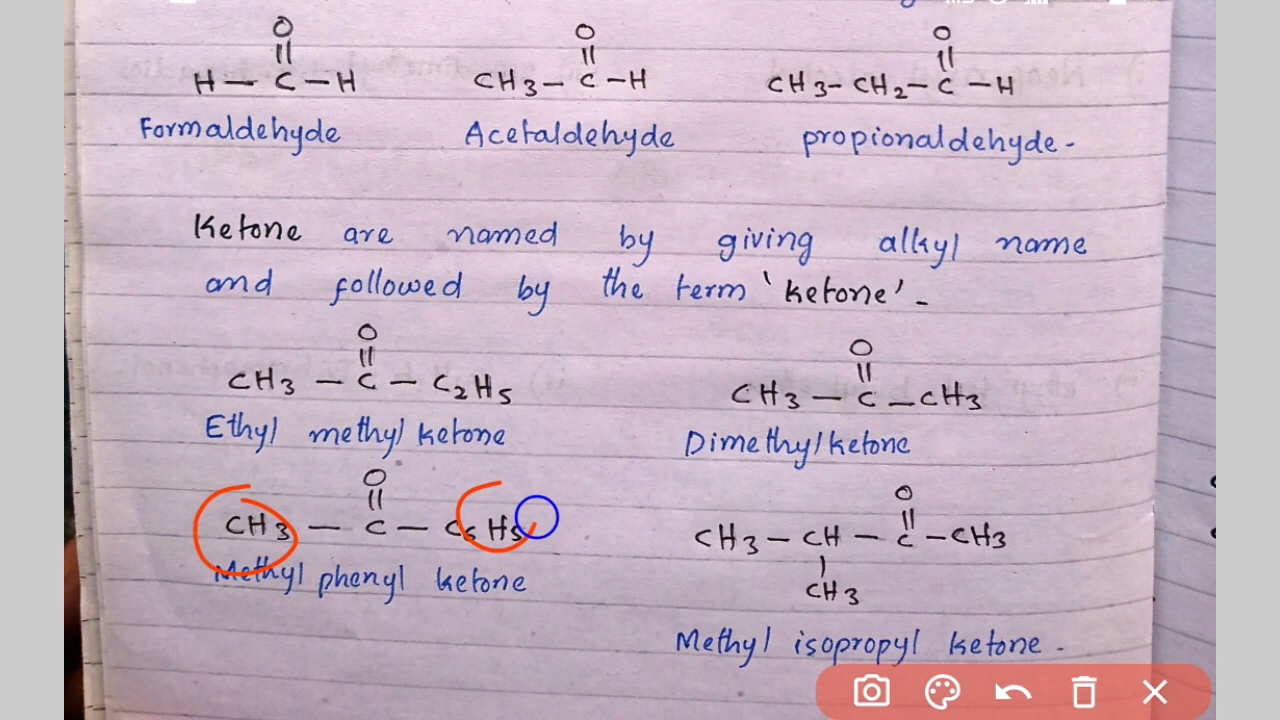 O O O
H — C — H CH3 — C — H CH3 — CH2 — C — H
Formaldehyde Acetaldehyde propionaldehyde -
Ketone are named by giving alkyl name
and followed by the term 'ketone' -
O O
CH3 — C — C2H5 CH3 — C — CH3
Ethyl methyl ketone Dimethyl ketone
O O
CH3 — C — C6H5 CH3 — CH — C — CH3
CH3
Methyl phenyl ketone
Methyl isopropyl ketone -